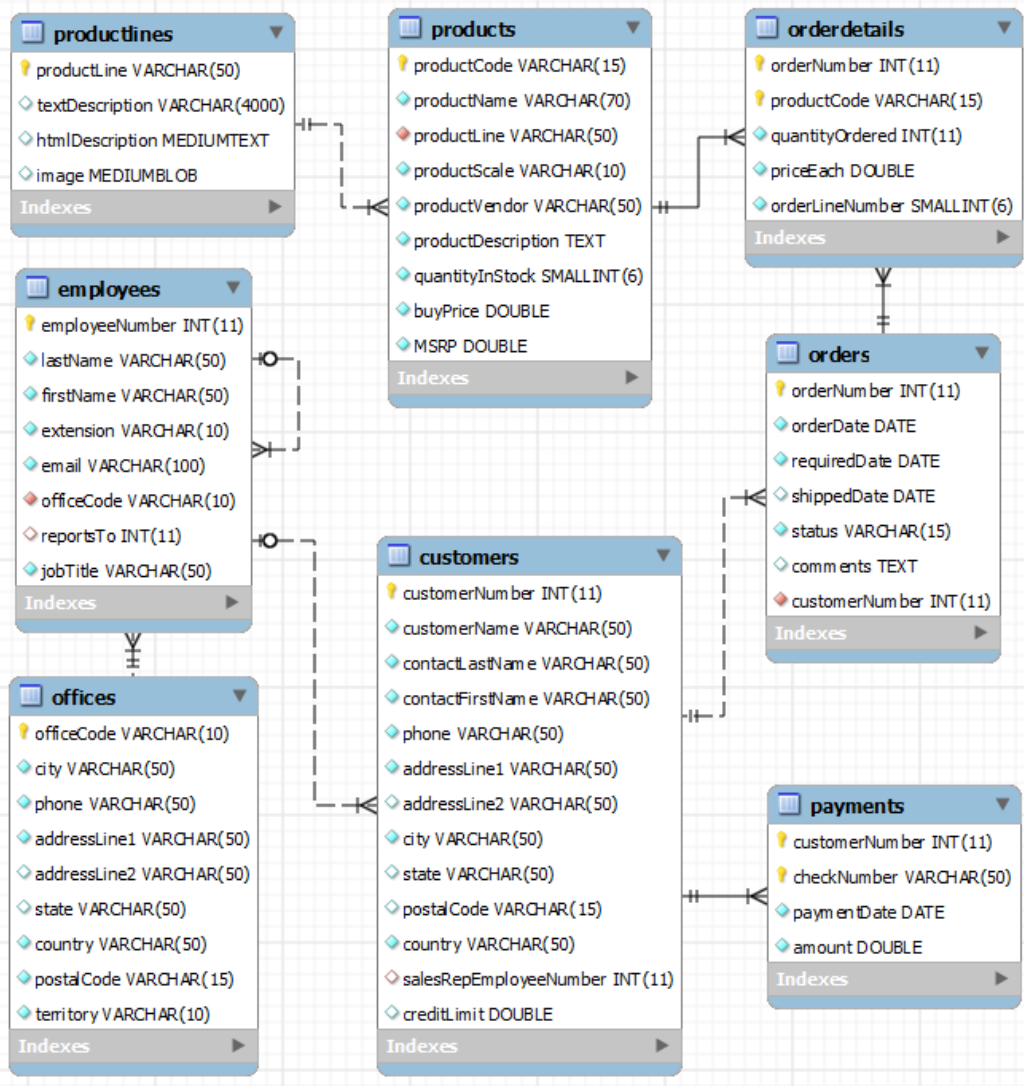 productlines
productLine VARCHAR(50)
textDescription VARCHAR(4000)
htmlDescription MEDIUMTEXT
image MEDIUMBLOB
Indexes
products
productCode VARCHAR(15)
productName VARCHAR(70)
productLine VARCHAR(50)
productScale VARCHAR(10)
productVendor VARCHAR(50)
productDescription TEXT
quantityInStock SMALLINT(6)
buyPrice DOUBLE
MSRP DOUBLE
Indexes
orderdetails
orderNumber INT(11)
productCode VARCHAR(15)
quantityOrdered INT(11)
priceEach DOUBLE
orderLineNumber SMALLINT(6)
Indexes
employees
employeeNumber INT(11)
lastName VARCHAR(50)
firstName VARCHAR(50)
extension VARCHAR(10)
email VARCHAR(100)
officeCode VARCHAR(10)
reportsTo INT(11)
jobTitle VARCHAR(50)
Indexes
orders
orderNumber INT(11)
orderDate DATE
requiredDate DATE
shippedDate DATE
status VARCHAR(15)
comments TEXT
customerNumber INT(11)
Indexes
customers
customerNumber INT(11)
customerName VARCHAR(50)
contactLastName VARCHAR(50)
contactFirstName VARCHAR(50)
phone VARCHAR(50)
addressLine1 VARCHAR(50)
addressLine2 VARCHAR(50)
city VARCHAR(50)
state VARCHAR(50)
postalCode VARCHAR(15)
country VARCHAR(50)
salesRepEmployeeNumber INT(11)
creditLimit DOUBLE
Indexes
offices
officeCode VARCHAR(10)
city VARCHAR(50)
phone VARCHAR(50)
addressLine1 VARCHAR(50)
addressLine2 VARCHAR(50)
state VARCHAR(50)
country VARCHAR(50)
postalCode VARCHAR(15)
territory VARCHAR(10)
Indexes
payments
customerNumber INT(11)
checkNumber VARCHAR(50)
paymentDate DATE
amount DOUBLE
Indexes